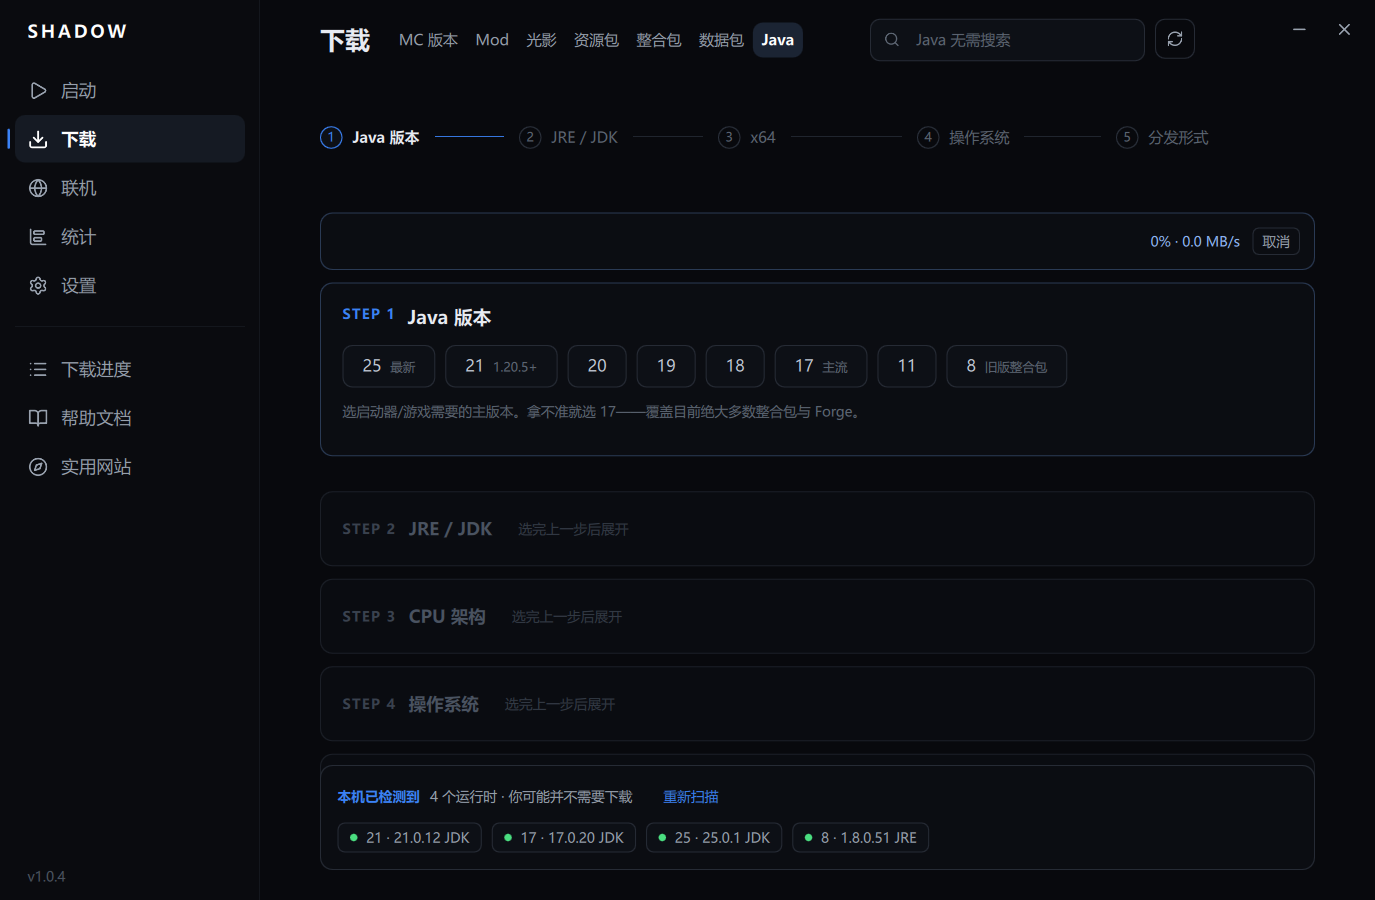 SHADOW
启动
下载
联机
统计
设置
下载进度
帮助文档
实用网站
v1.0.4
下载 MC 版本 Mod 光影 资源包 整合包 数据包 Java Java 无需搜索
1 Java 版本 2 JRE / JDK 3 x64 4 操作系统 5 分发形式
0% · 0.0 MB/s 取消
STEP 1 Java 版本
25 最新 21 1.20.5+ 20 19 18 17 主流 11 8 旧版整合包
选启动器/游戏需要的主版本。拿不准就选 17——覆盖目前绝大多数整合包与 Forge。
STEP 2 JRE / JDK 选完上一步后展开
STEP 3 CPU 架构 选完上一步后展开
STEP 4 操作系统 选完上一步后展开
本机已检测到 4 个运行时 · 你可能并不需要下载 重新扫描
21 · 21.0.12 JDK 17 · 17.0.20 JDK 25 · 25.0.1 JDK 8 · 1.8.0.51 JRE